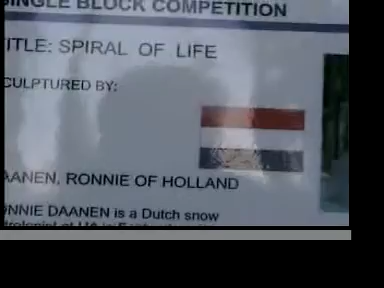 SINGLE BLOCK COMPETITION
TITLE: SPIRAL OF LIFE
SCULPTURED BY:
DAANEN, RONNIE OF HOLLAND
RONNIE DAANEN is a Dutch snow